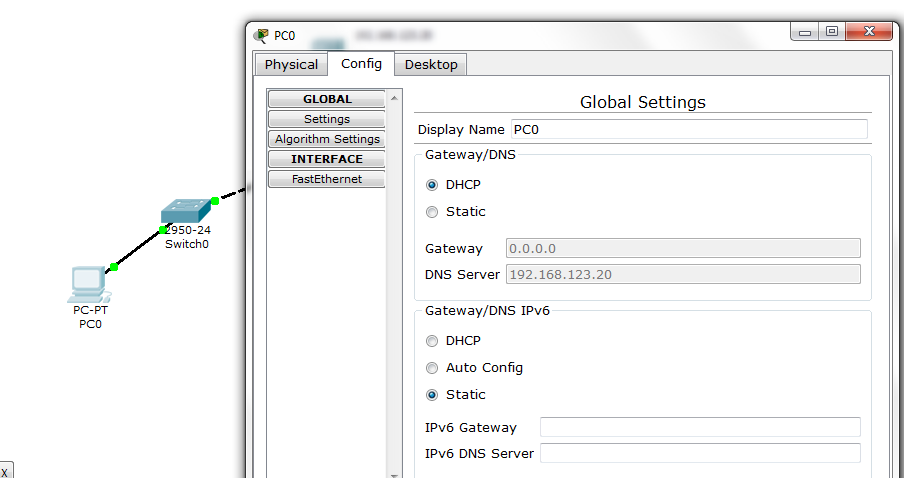 PC0
Physical
Config
Desktop
GLOBAL
Settings
Algorithm Settings
INTERFACE
FastEthernet
Global Settings
Display Name PC0
Gateway/DNS
DHCP
Static
Gateway 0.0.0.0
DNS Server 192.168.123.20
Gateway/DNS IPv6
DHCP
Auto Config
Static
IPv6 Gateway
IPv6 DNS Server
2950-24
Switch0
PC-PT
PC0
X